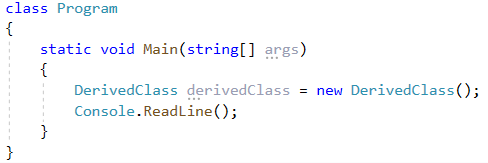 class Program
{
    static void Main(string[] args)
    {
        DerivedClass derivedClass = new DerivedClass();
        Console.ReadLine();
    }
}